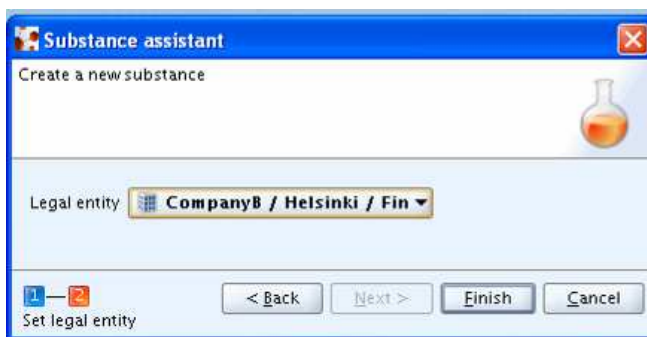 Substance assistant
Create a new substance
Legal entity CompanyB / Helsinki / Fin
1 2
< Back Next > Finish Cancel
Set legal entity